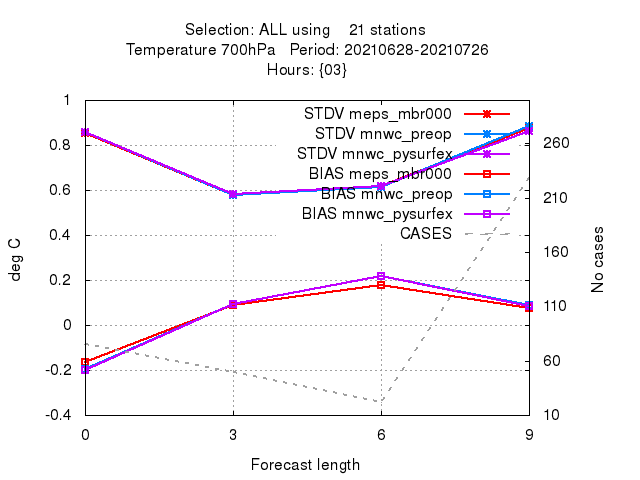 Selection: ALL using    21 stations
Temperature 700hPa   Period: 20210628-20210726
Hours: {03}
STDV meps_mbr000
STDV mnwc_preop
STDV mnwc_pysurfex
BIAS meps_mbr000
BIAS mnwc_preop
BIAS mnwc_pysurfex
CASES
1
0.8
0.6
0.4
0.2
0
-0.2
-0.4
deg C
260
210
160
110
60
10
No cases
0 3 6 9
Forecast length